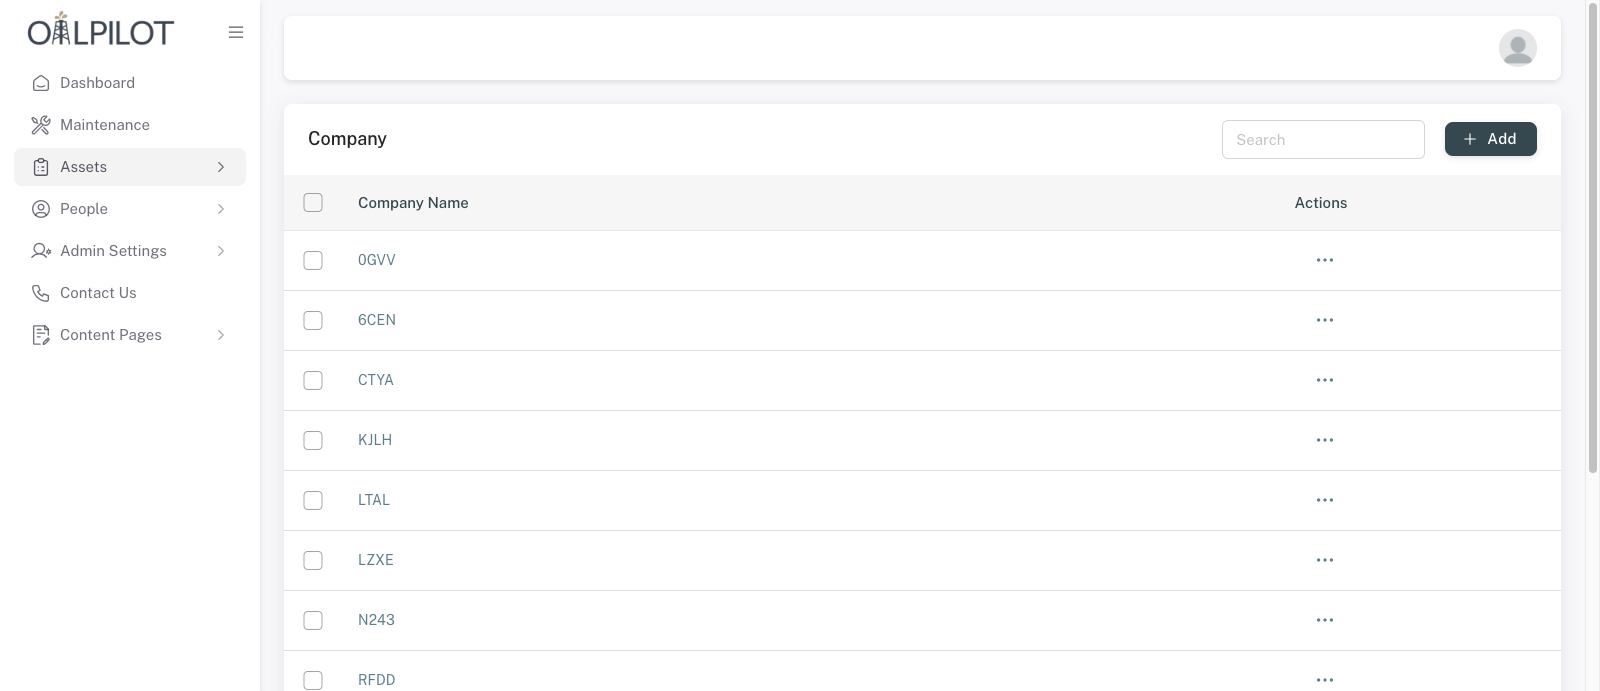 OILPILOT
Dashboard
Maintenance
Assets
People
Admin Settings
Contact Us
Content Pages
Company
Search
Add
Company Name
Actions
0GVV
6CEN
CTYA
KJLH
LTAL
LZXE
N243
RFDD